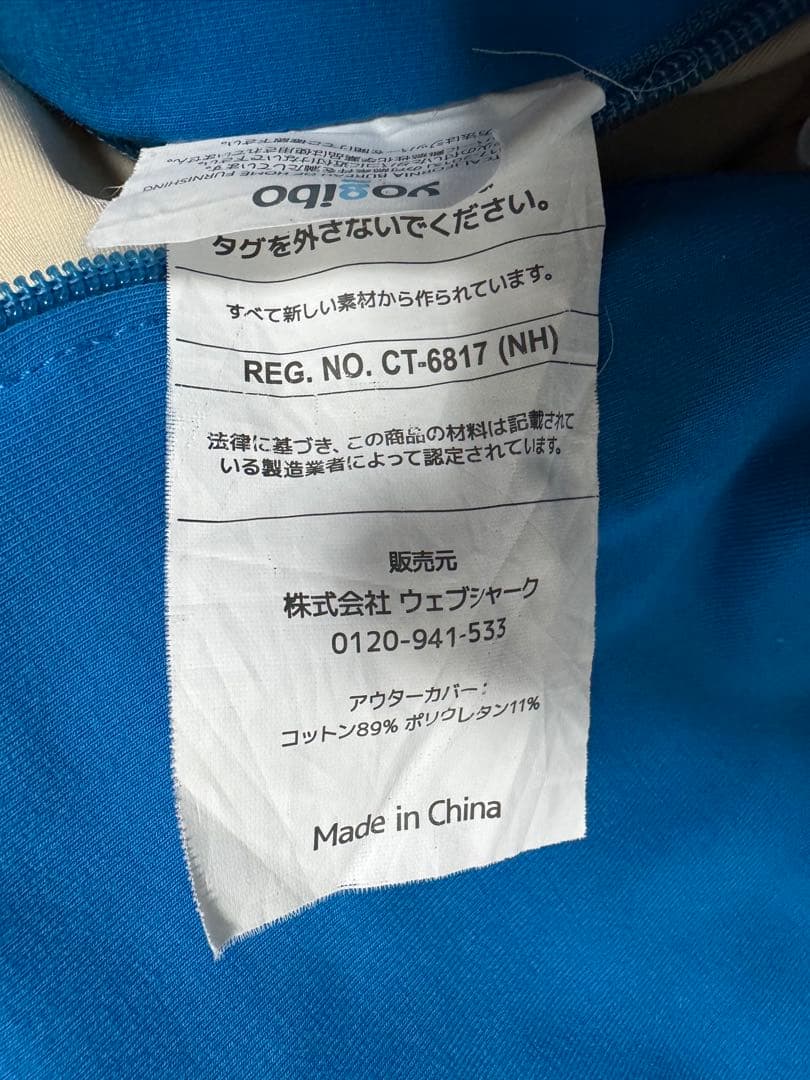 yogibo
タグを外さないでください。
すべて新しい素材から作られています。
REG. NO. CT-6817 (NH)
法律に基づき、この商品の材料は記載されて
いる製造業者によって認定されています。
販売元
株式会社 ウェブシャーク
0120-941-533
アウターカバー:
コットン89% ポリウレタン11%
Made in China